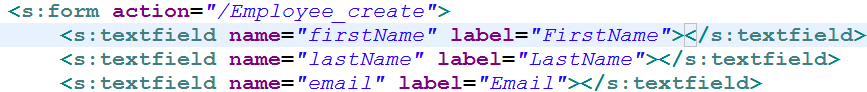 <s:form action="/Employee_create">
<s:textfield name="firstName" label="FirstName"></s:textfield>
<s:textfield name="lastName" label="LastName"></s:textfield>
<s:textfield name="email" label="Email"></s:textfield>